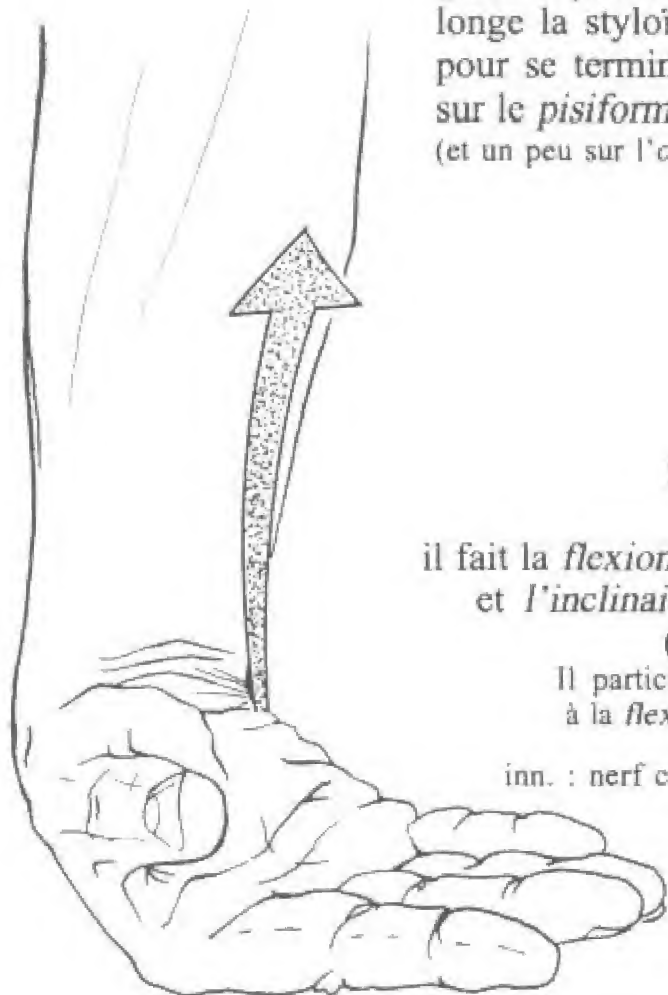 longe la styloï
pour se termin
sur le pisiform
(et un peu sur l'
il fait la flexion
et l'inclinai
(
Il partic
à la flex
inn. : nerf c